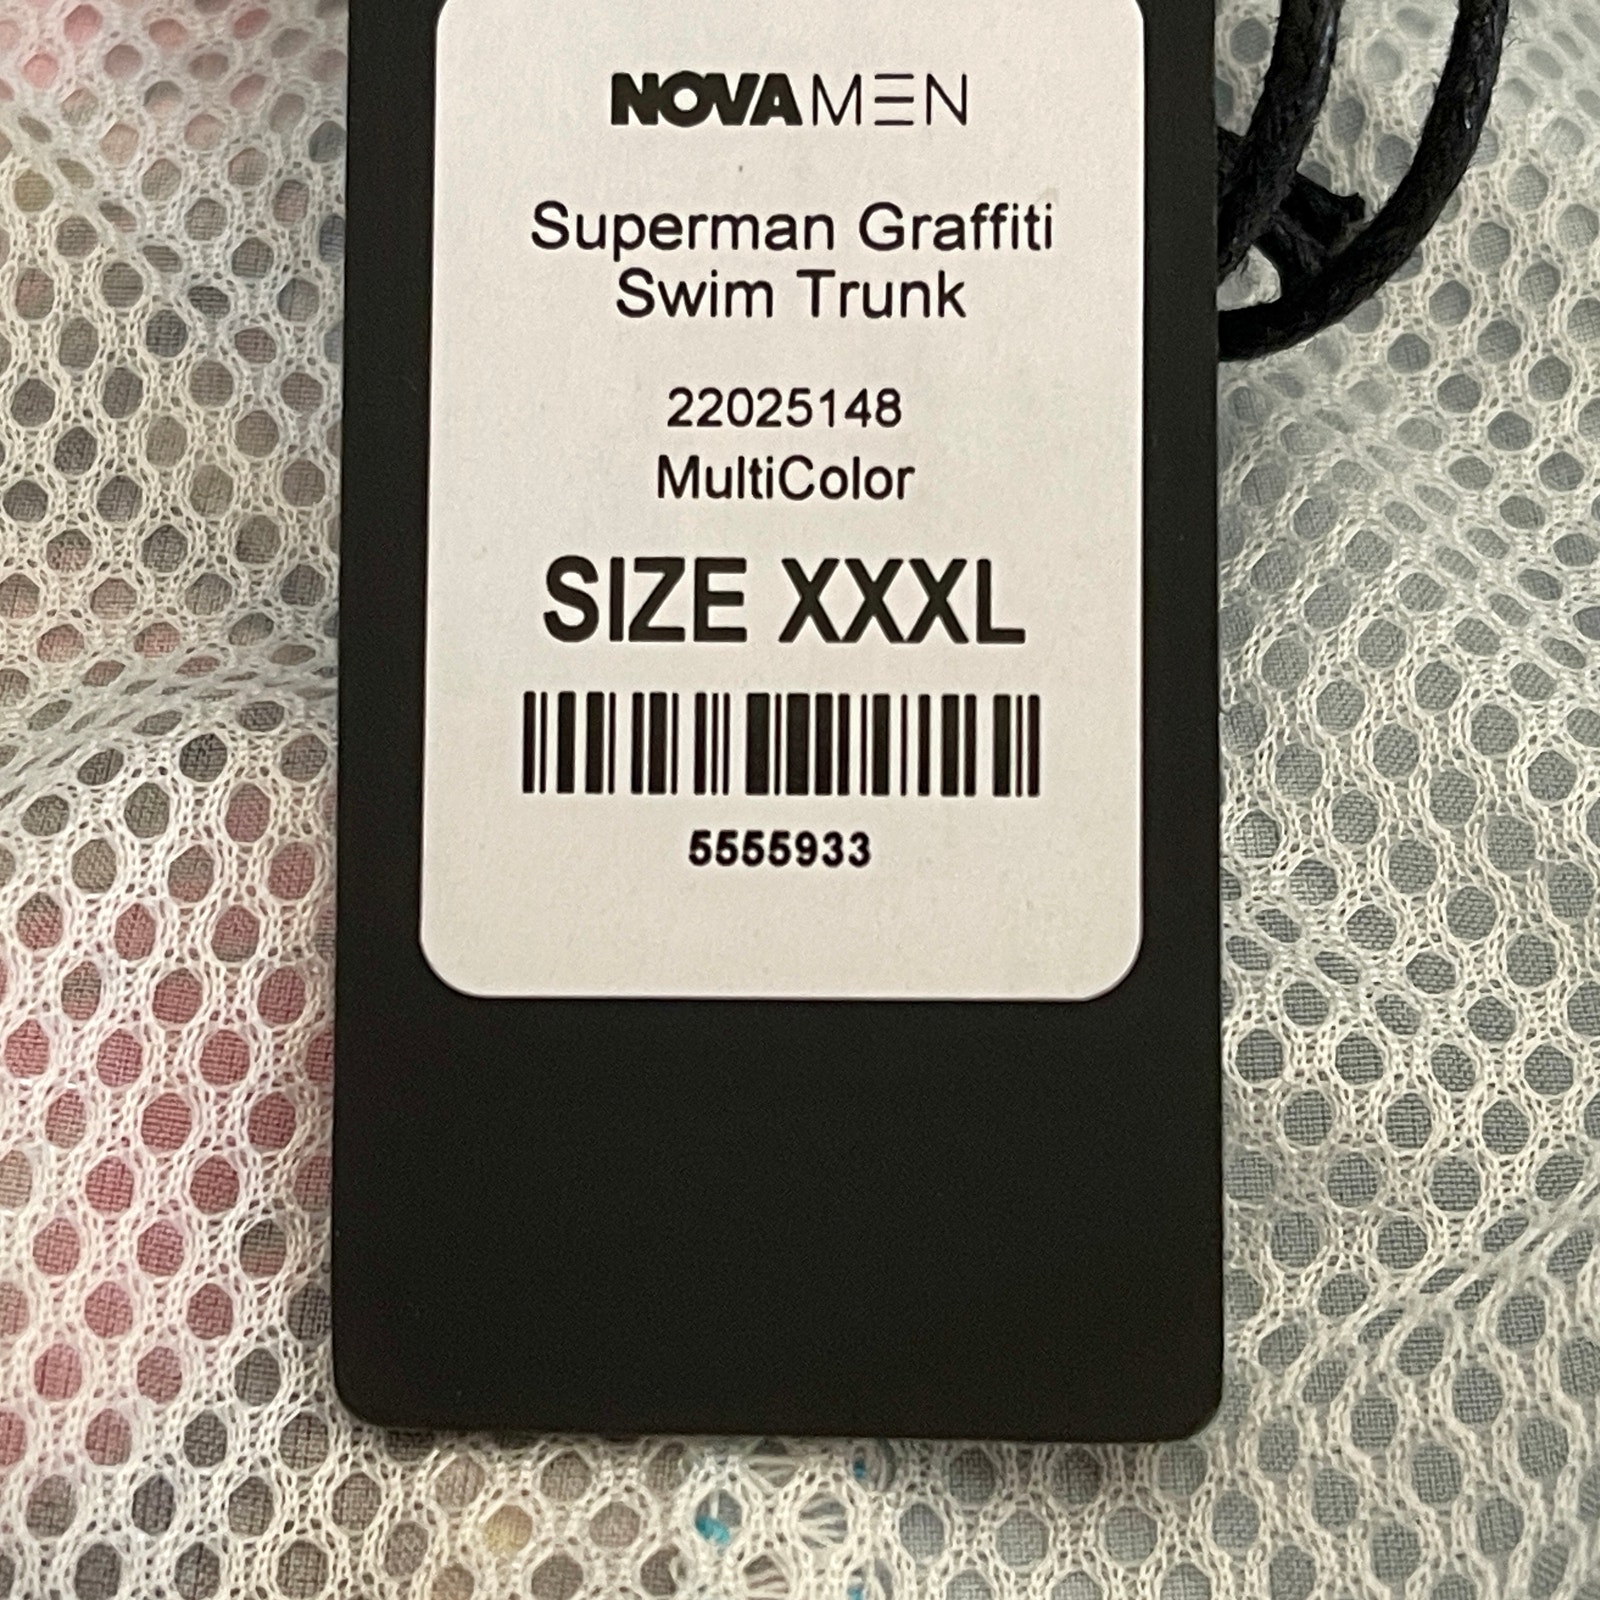 NOVAMEN
Superman Graffiti
Swim Trunk
22025148
MultiColor
SIZE XXXL
5555933